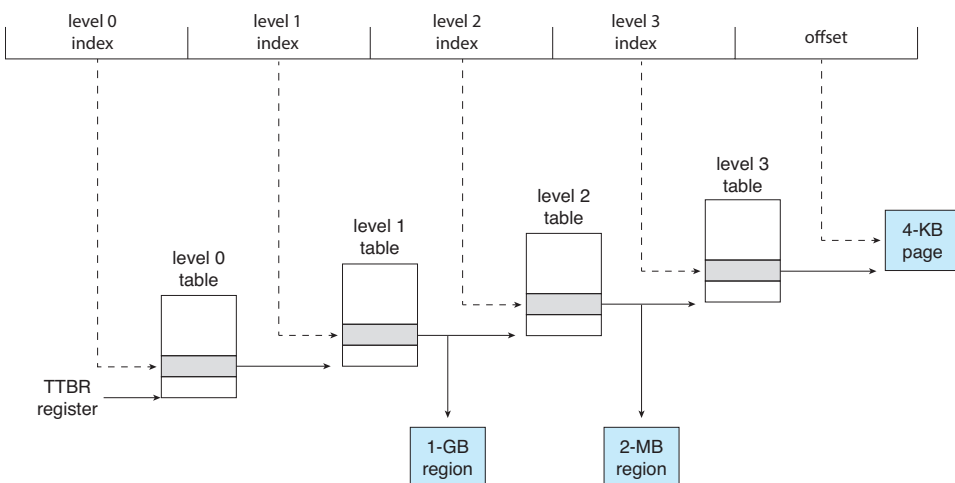 level 0
index
level 1
index
level 2
index
level 3
index
offset
level 3
table
level 2
table
4-KB
page
level 1
table
level 0
table
TTBR
register
1-GB
region
2-MB
region